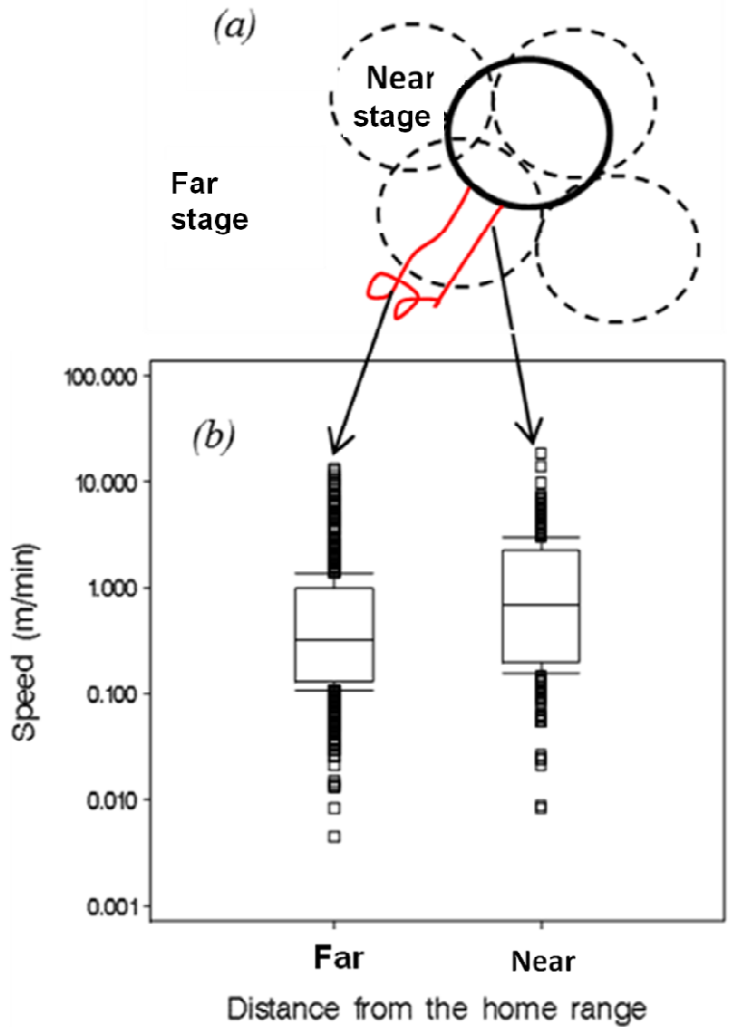 (a)
Near
stage
Far
stage
(b)
100.000
10.000
1.000
0.100
0.010
0.001
Speed (m/min)
Far
Near
Distance from the home range